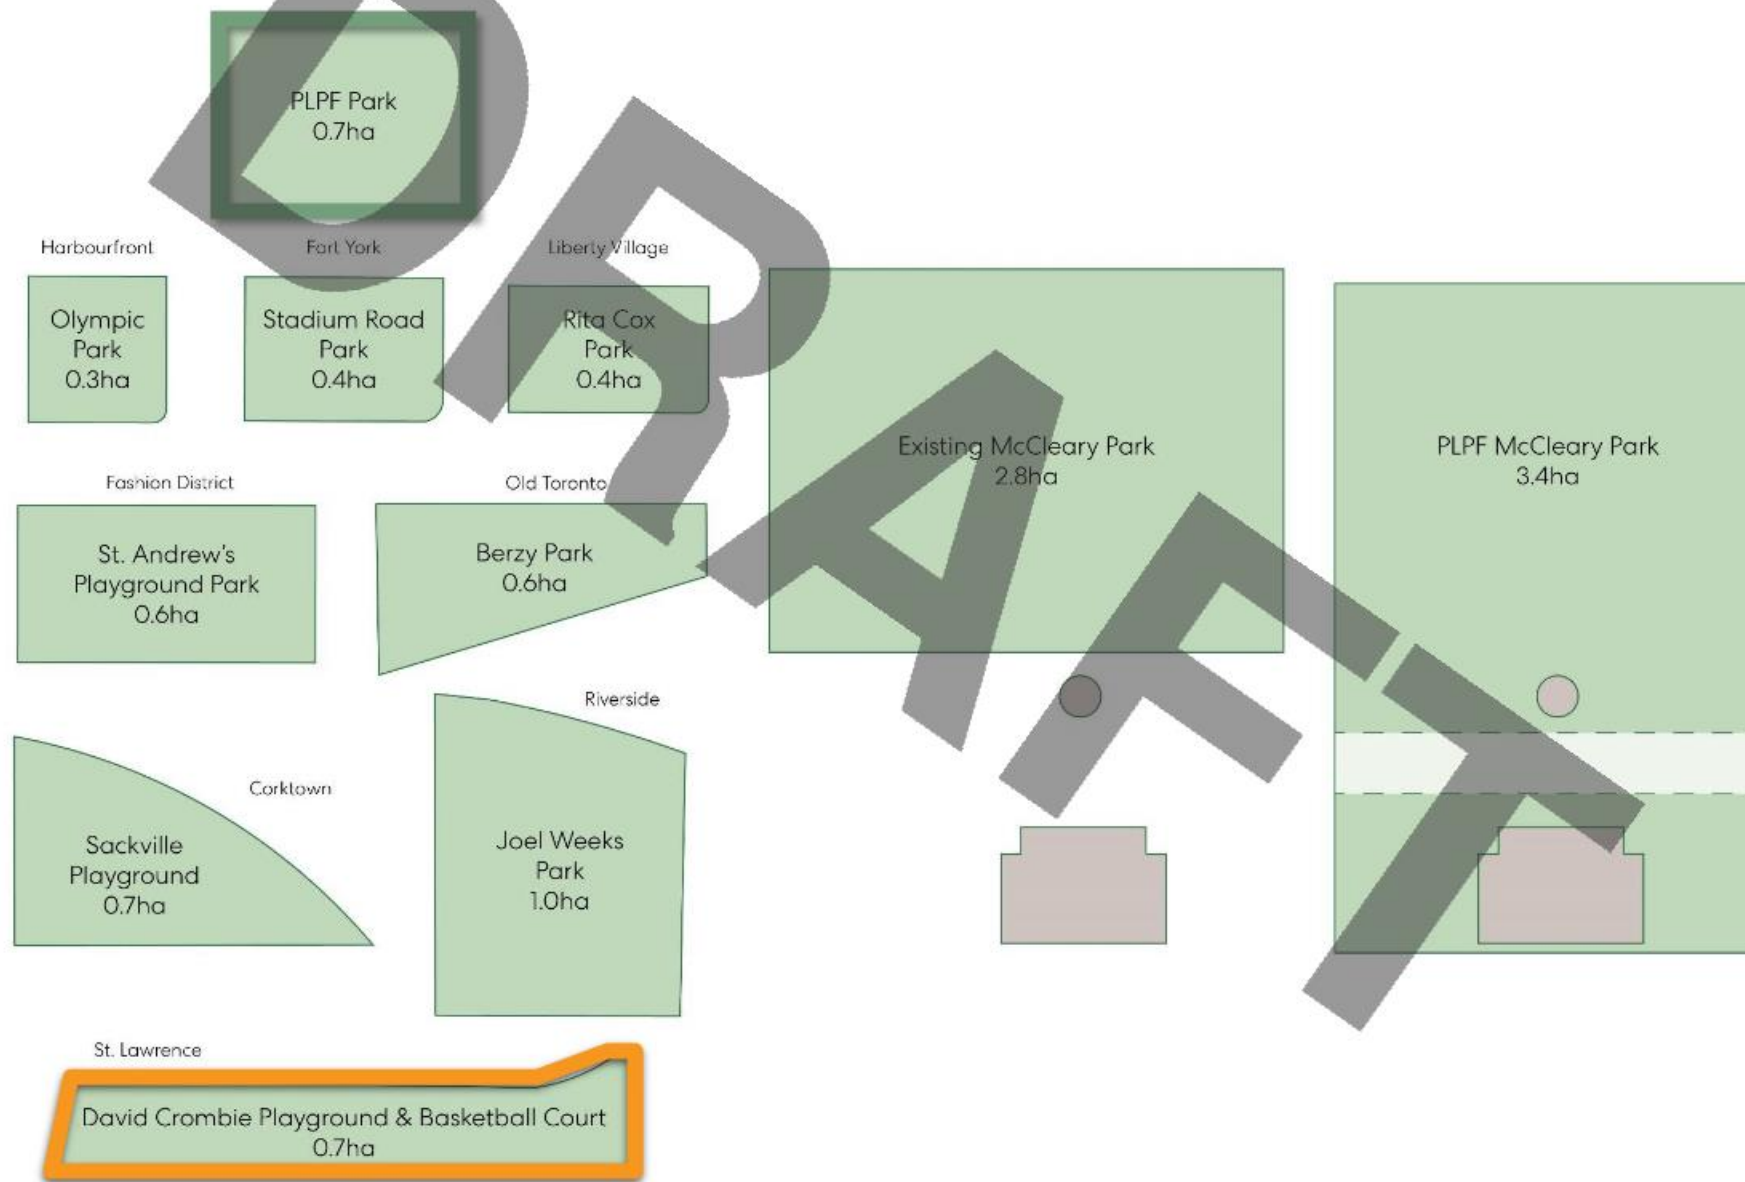 DRAFT
PLPF Park
0.7ha
Harbourfront
Fort York
Liberty Village
Olympic
Park
0.3ha
Stadium Road
Park
0.4ha
Rita Cox
Park
0.4ha
Existing McCleary Park
2.8ha
PLPF McCleary Park
3.4ha
Fashion District
Old Toronto
St. Andrew's
Playground Park
0.6ha
Berzy Park
0.6ha
Riverside
Corktown
Sackville
Playground
0.7ha
Joel Weeks
Park
1.0ha
St. Lawrence
David Crombie Playground & Basketball Court
0.7ha